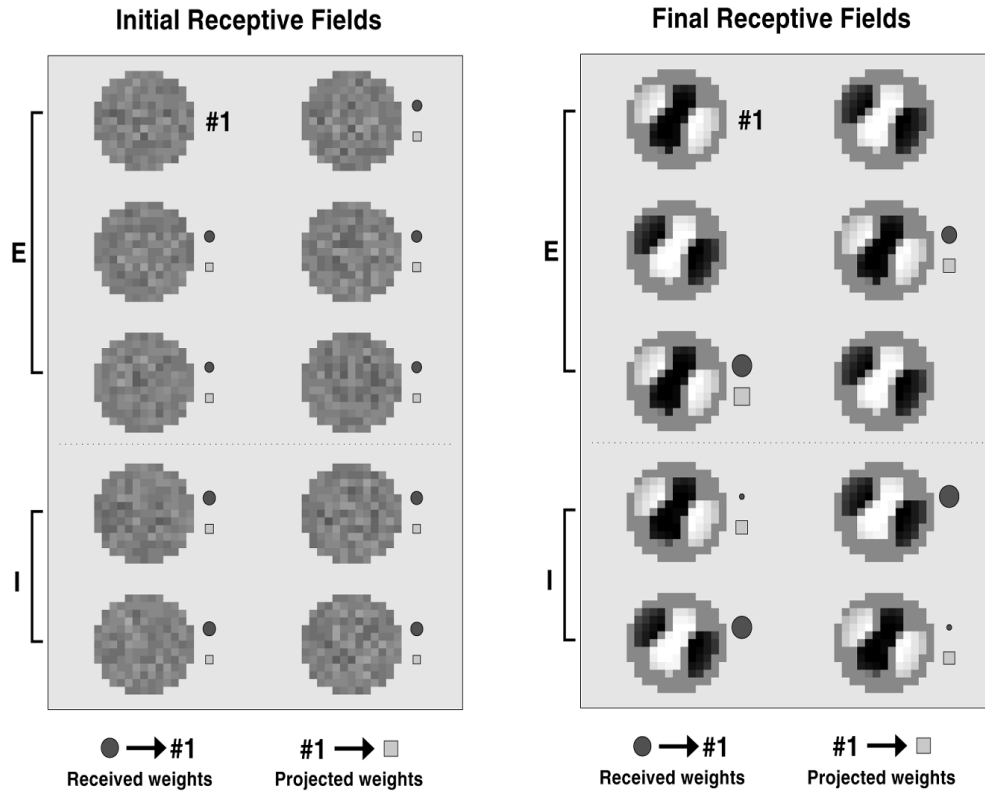 Initial Receptive Fields
#1
E
I
→ #1
#1 →
Received weights
Projected weights
Final Receptive Fields
#1
E
I
→ #1
#1 →
Received weights
Projected weights